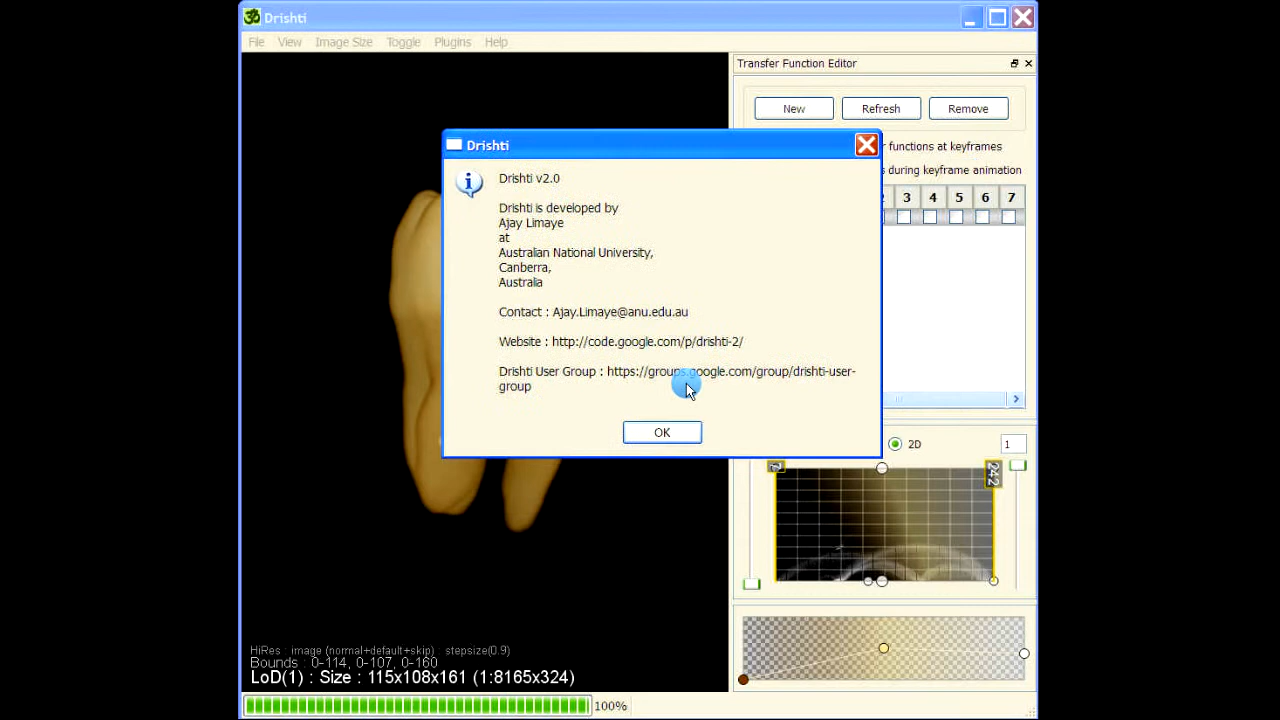 Drishti
File View Image Size Toggle Plugins Help
Transfer Function Editor
New Refresh Remove
functions at keyframes
during keyframe animation
3 4 5 6 7
Drishti
Drishti v2.0
Drishti is developed by
Ajay Limaye
at
Australian National University,
Canberra,
Australia
Contact : Ajay.Limaye@anu.edu.au
Website : http://code.google.com/p/drishti-2/
Drishti User Group : https://groups.google.com/group/drishti-user-
group
OK
2D 1
242
HiRes : image (normal+default+skip) : stepsize(0.9)
Bounds : 0-114, 0-107, 0-160
LoD(1) : Size : 115x108x161 (1:8165x324)
100%